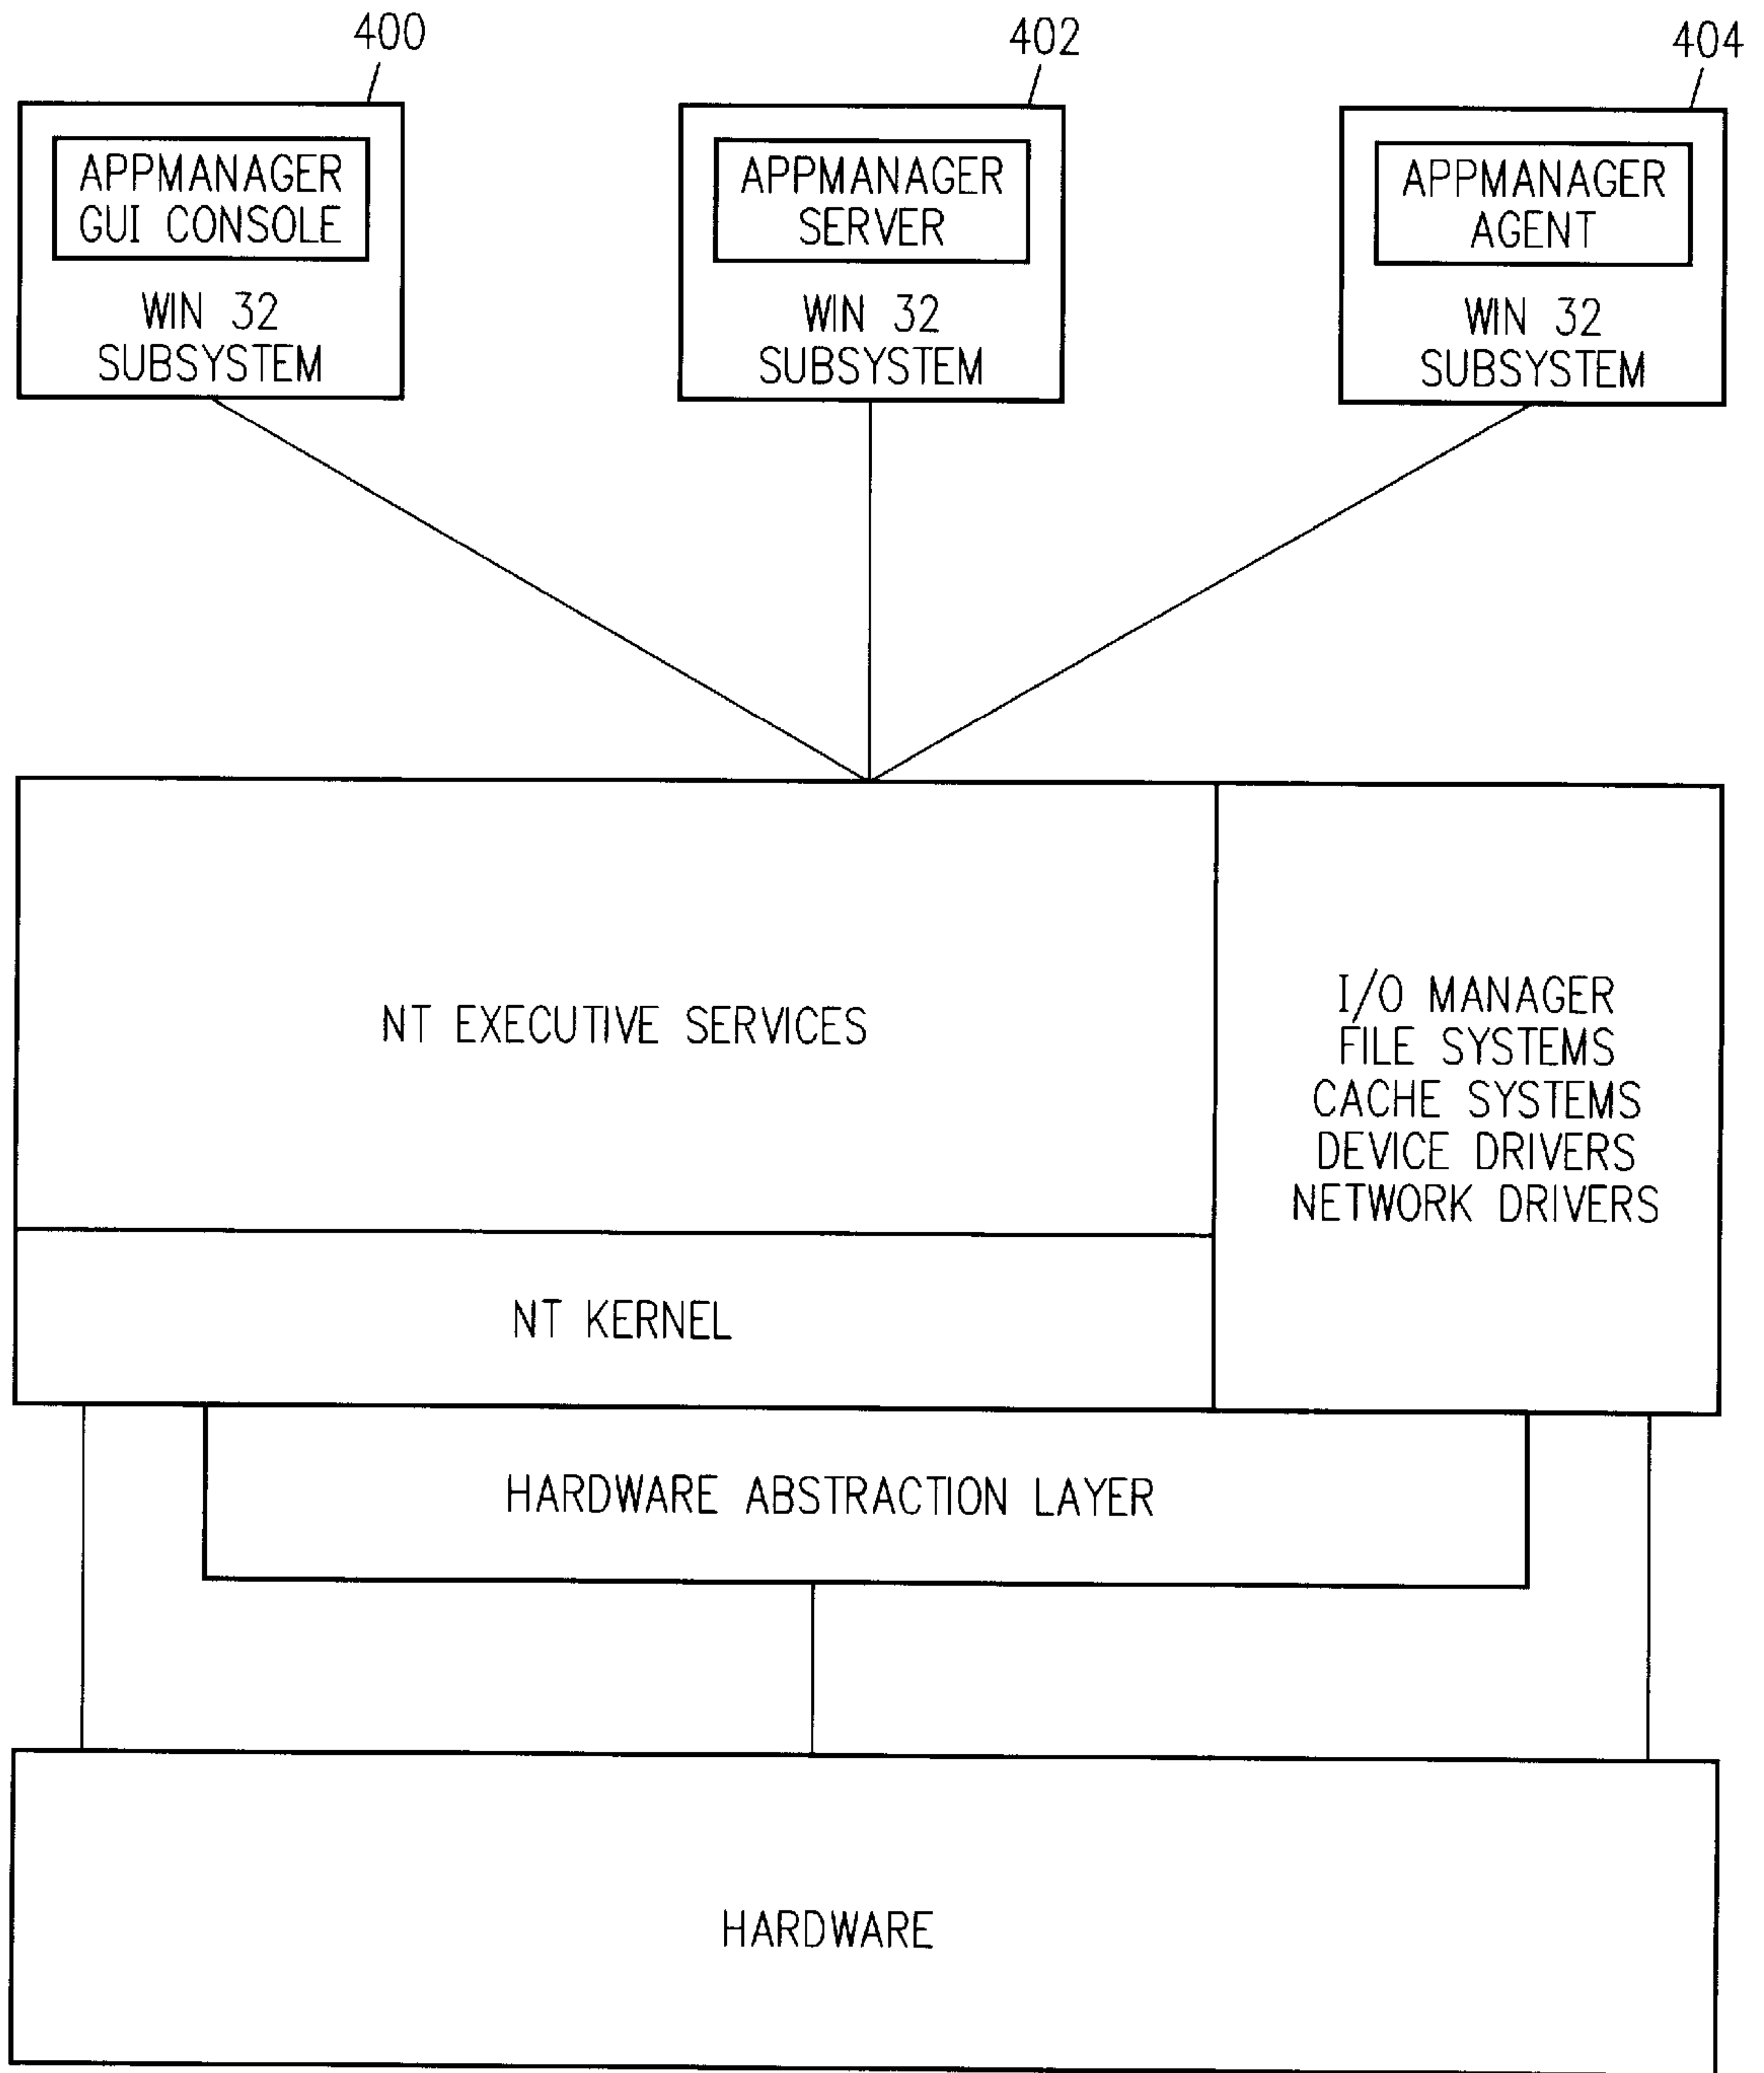 400
402
404
APPMANAGER
GUI CONSOLE
WIN 32
SUBSYSTEM
APPMANAGER
SERVER
WIN 32
SUBSYSTEM
APPMANAGER
AGENT
WIN 32
SUBSYSTEM
NT EXECUTIVE SERVICES
I/O MANAGER
FILE SYSTEMS
CACHE SYSTEMS
DEVICE DRIVERS
NETWORK DRIVERS
NT KERNEL
HARDWARE ABSTRACTION LAYER
HARDWARE